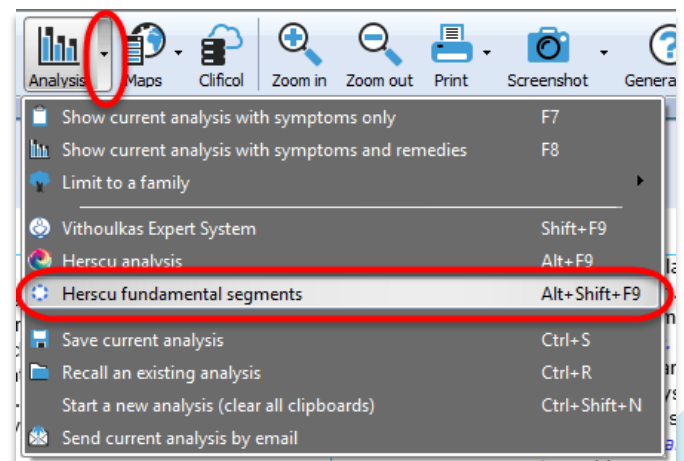 Analysis Maps Clificol Zoom in Zoom out Print Screenshot
Show current analysis with symptoms only F7
Show current analysis with symptoms and remedies F8
Limit to a family
Vithoulkas Expert System Shift+F9
Herscu analysis Alt+F9
Herscu fundamental segments Alt+Shift+F9
Save current analysis Ctrl+S
Recall an existing analysis Ctrl+R
Start a new analysis (clear all clipboards) Ctrl+Shift+N
Send current analysis by email